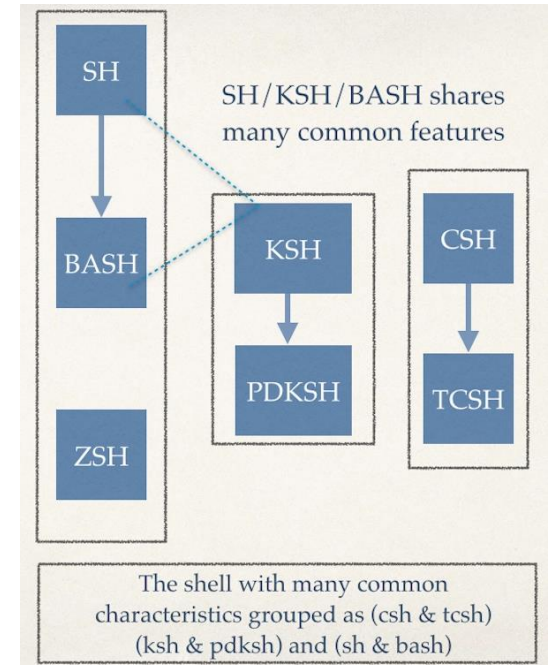 SH
SH/KSH/BASH shares
many common features
BASH
KSH
CSH
PDKSH
TCSH
ZSH
The shell with many common
characteristics grouped as (csh & tcsh)
(ksh & pdksh) and (sh & bash)